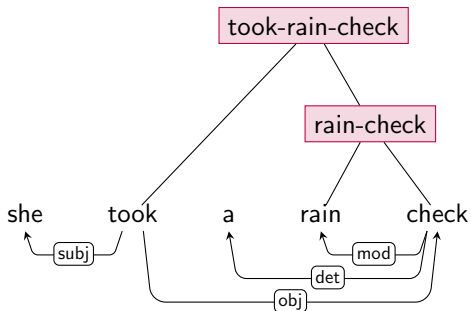 took-rain-check
rain-check
she took a rain check
subj mod
det
obj